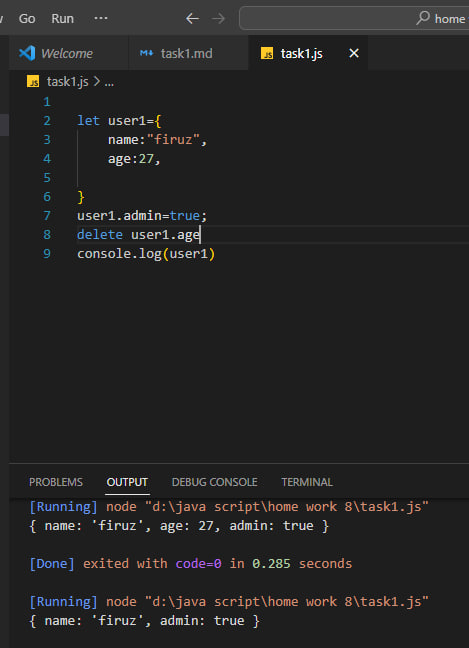 Go Run ··· ← → home
Welcome task1.md JS task1.js ×
JS task1.js > ...
1
2 let user1={
3 name:"firuz",
4 age:27,
5
6 }
7 user1.admin=true;
8 delete user1.age
9 console.log(user1)
PROBLEMS OUTPUT DEBUG CONSOLE TERMINAL
[Running] node "d:\java script\home work 8\task1.js"
{ name: 'firuz', age: 27, admin: true }
[Done] exited with code=0 in 0.285 seconds
[Running] node "d:\java script\home work 8\task1.js"
{ name: 'firuz', admin: true }